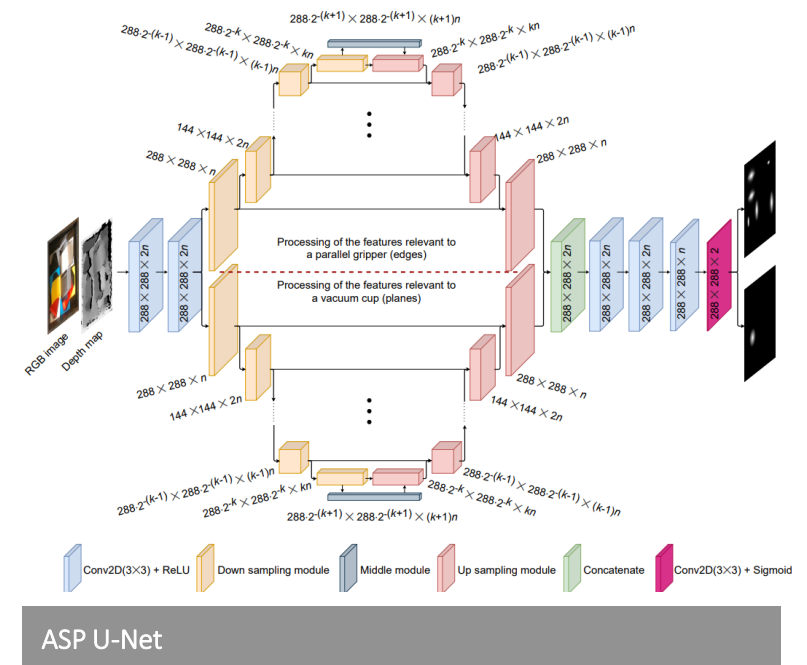 288·2-(k+1) × 288·2-(k+1) × (k+1)n
288·2-k × 288·2-k × kn
288·2-k × 288·2-k × kn
288·2-(k-1) × 288·2-(k-1) × (k-1)n
288·2-(k-1) × 288·2-(k-1) × (k-1)n
144 ×144 × 2n
144 ×144 × 2n
288 × 288 × n
288 × 288 × n
Processing of the features relevant to
a parallel gripper (edges)
288 × 288 × 2n
288 × 288 × 2n
288 × 288 × 2n
288 × 288 × 2n
288 × 288 × 2n
288 × 288 × n
288 × 288 × 2
Processing of the features relevant to
a vacuum cup (planes)
RGB image
Depth map
288 × 288 × n
288 × 288 × n
144 ×144 × 2n
144 ×144 × 2n
288·2-(k-1) × 288·2-(k-1) × (k-1)n
288·2-(k-1) × 288·2-(k-1) × (k-1)n
288·2-k × 288·2-k × kn
288·2-k × 288·2-k × kn
288·2-(k+1) × 288·2-(k+1) × (k+1)n
Conv2D(3×3) + ReLU
Down sampling module
Middle module
Up sampling module
Concatenate
Conv2D(3×3) + Sigmoid
ASP U-Net